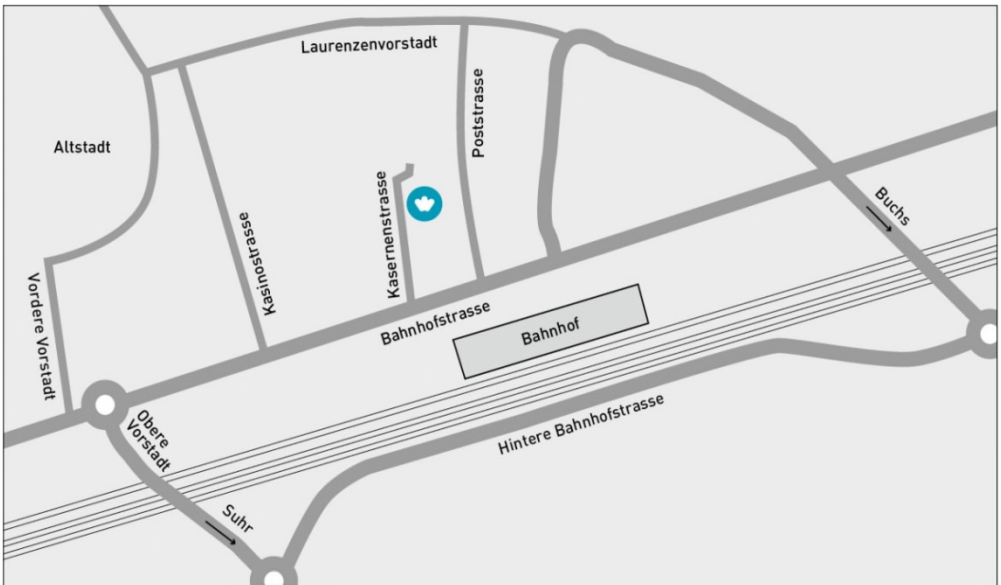 Laurenzenvorstadt
Poststrasse
Altstadt
Kasernenstrasse
Kasinostrasse
Buchs
Vordere Vorstadt
Bahnhofstrasse
Bahnhof
Hintere Bahnhofstrasse
Obere
Vorstadt
Suhr